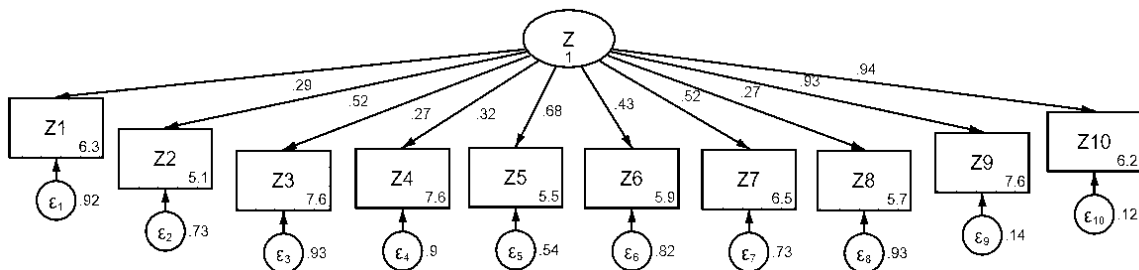 Z
1
.29
.52
.27
.32
.68
.43
.52
.27
.93
.94
Z1
6.3
Z2
5.1
Z3
7.6
Z4
7.6
Z5
5.5
Z6
5.9
Z7
6.5
Z8
5.7
Z9
7.6
Z10
6.2
ε₁ .92
ε₂ .73
ε₃ .93
ε₄ .9
ε₅ .54
ε₆ .82
ε₇ .73
ε₈ .93
ε₉ .14
ε₁₀ .12